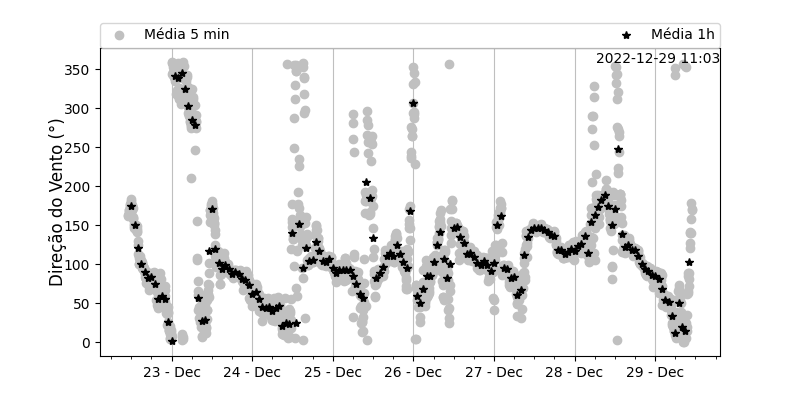 Média 5 min
Média 1h
2022-12-29 11:03
Direção do Vento (°)
350
300
250
200
150
100
50
0
23 - Dec
24 - Dec
25 - Dec
26 - Dec
27 - Dec
28 - Dec
29 - Dec